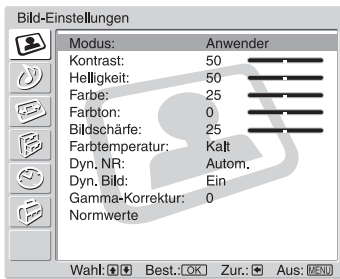 Bild-Einstellungen
Modus: Anwender
Kontrast: 50
Helligkeit: 50
Farbe: 25
Farbton: 0
Bildschärfe: 25
Farbtemperatur: Kalt
Dyn. NR: Autom.
Dyn. Bild: Ein
Gamma-Korrektur: 0
Normwerte
Wahl: Best.: OK Zur.: Aus: MENU